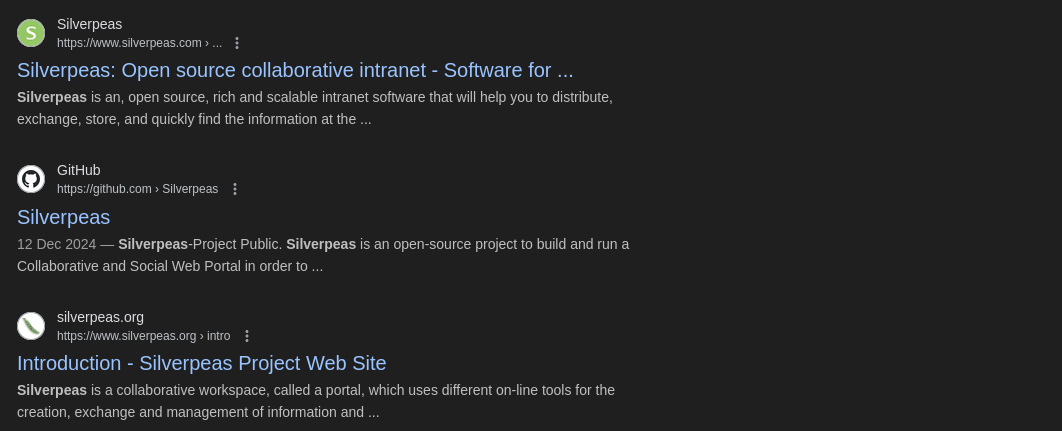 Silverpeas
https://www.silverpeas.com › ...
Silverpeas: Open source collaborative intranet - Software for ...
Silverpeas is an, open source, rich and scalable intranet software that will help you to distribute,
exchange, store, and quickly find the information at the ...
GitHub
https://github.com › Silverpeas
Silverpeas
12 Dec 2024 — Silverpeas-Project Public. Silverpeas is an open-source project to build and run a
Collaborative and Social Web Portal in order to ...
silverpeas.org
https://www.silverpeas.org › intro
Introduction - Silverpeas Project Web Site
Silverpeas is a collaborative workspace, called a portal, which uses different on-line tools for the
creation, exchange and management of information and ...